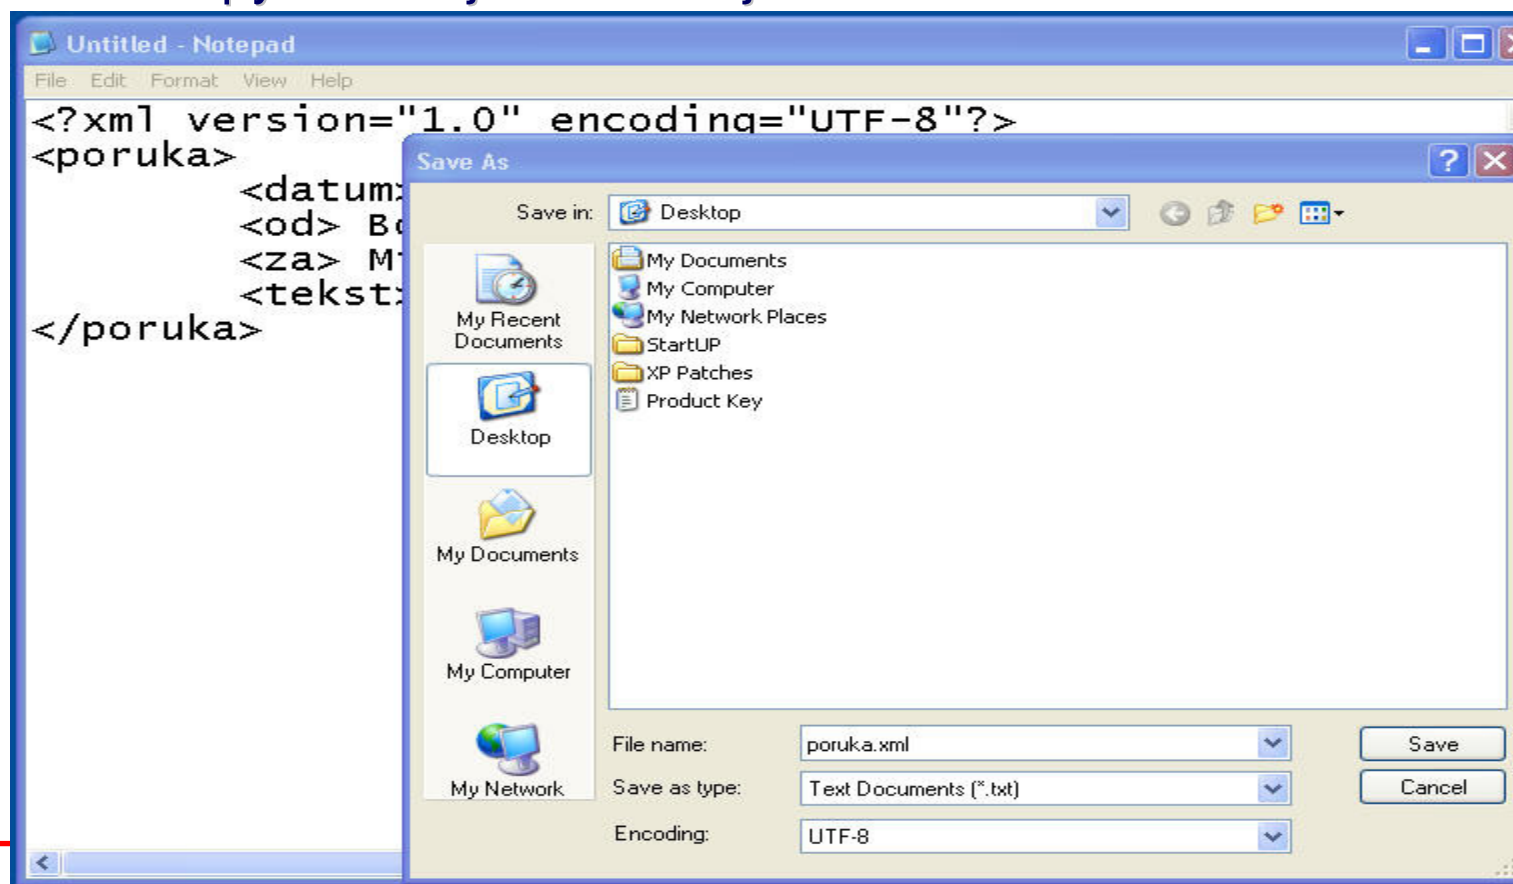 Untitled - Notepad
File Edit Format View Help
<?xml version="1.0" encoding="UTF-8"?>
<poruka>
<datum>
<od>
<za>
<tekst>
</poruka>
Save As
Save in: Desktop
My Recent Documents
Desktop
My Documents
My Computer
My Network
My Documents
My Computer
My Network Places
StartUP
XP Patches
Product Key
File name: poruka.xml
Save
Save as type: Text Documents (*.txt)
Cancel
Encoding: UTF-8